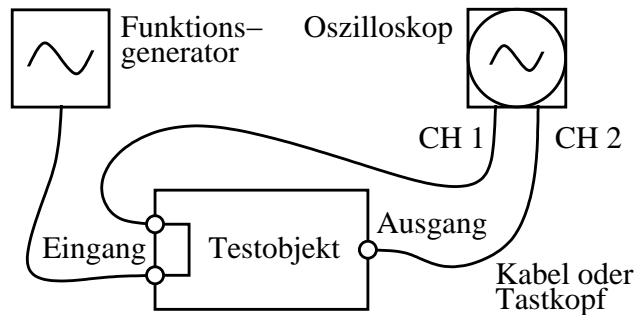 Funktions−
generator
Oszilloskop
CH 1
CH 2
Eingang
Testobjekt
Ausgang
Kabel oder
Tastkopf